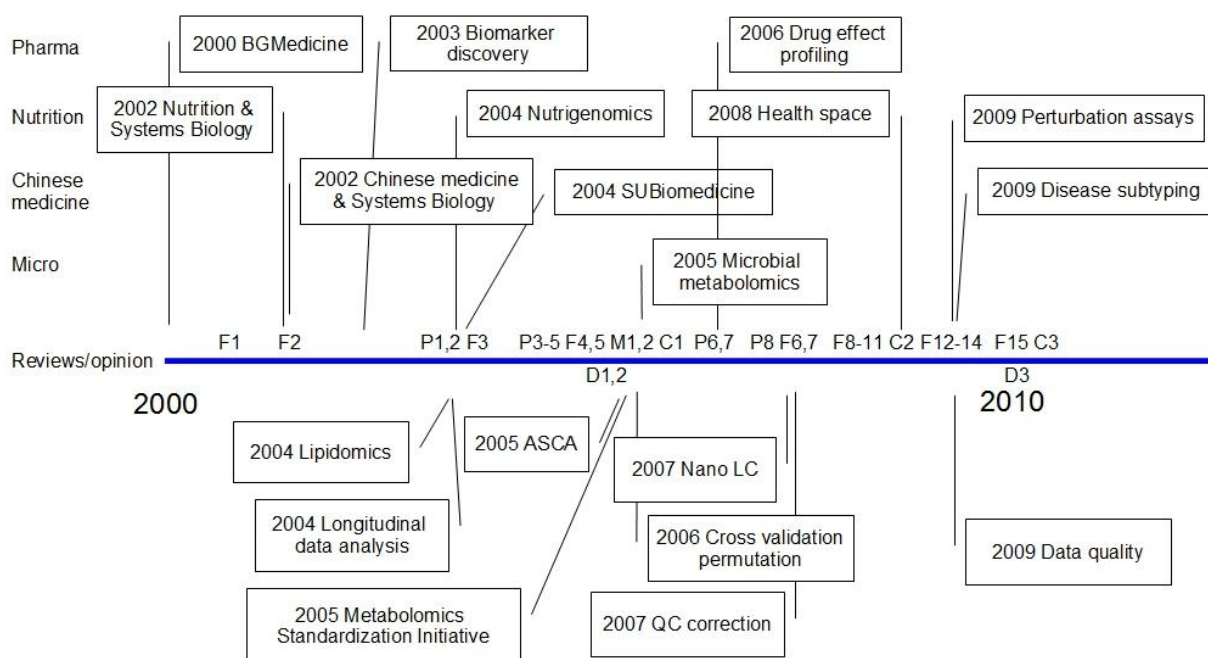 Pharma
2000 BGMedicine
2003 Biomarker
discovery
2006 Drug effect
profiling
Nutrition
2002 Nutrition &
Systems Biology
2004 Nutrigenomics
2008 Health space
2009 Perturbation assays
Chinese
medicine
2002 Chinese medicine
& Systems Biology
2004 SUBiomedicine
2009 Disease subtyping
Micro
2005 Microbial
metabolomics
F1 F2 P1,2 F3 P3-5 F4,5 M1,2 C1 P6,7 P8 F6,7 F8-11 C2 F12-14 F15 C3
Reviews/opinion
D1,2 D3
2000 2010
2004 Lipidomics
2005 ASCA
2007 Nano LC
2004 Longitudinal
data analysis
2006 Cross validation
permutation
2009 Data quality
2005 Metabolomics
Standardization Initiative
2007 QC correction